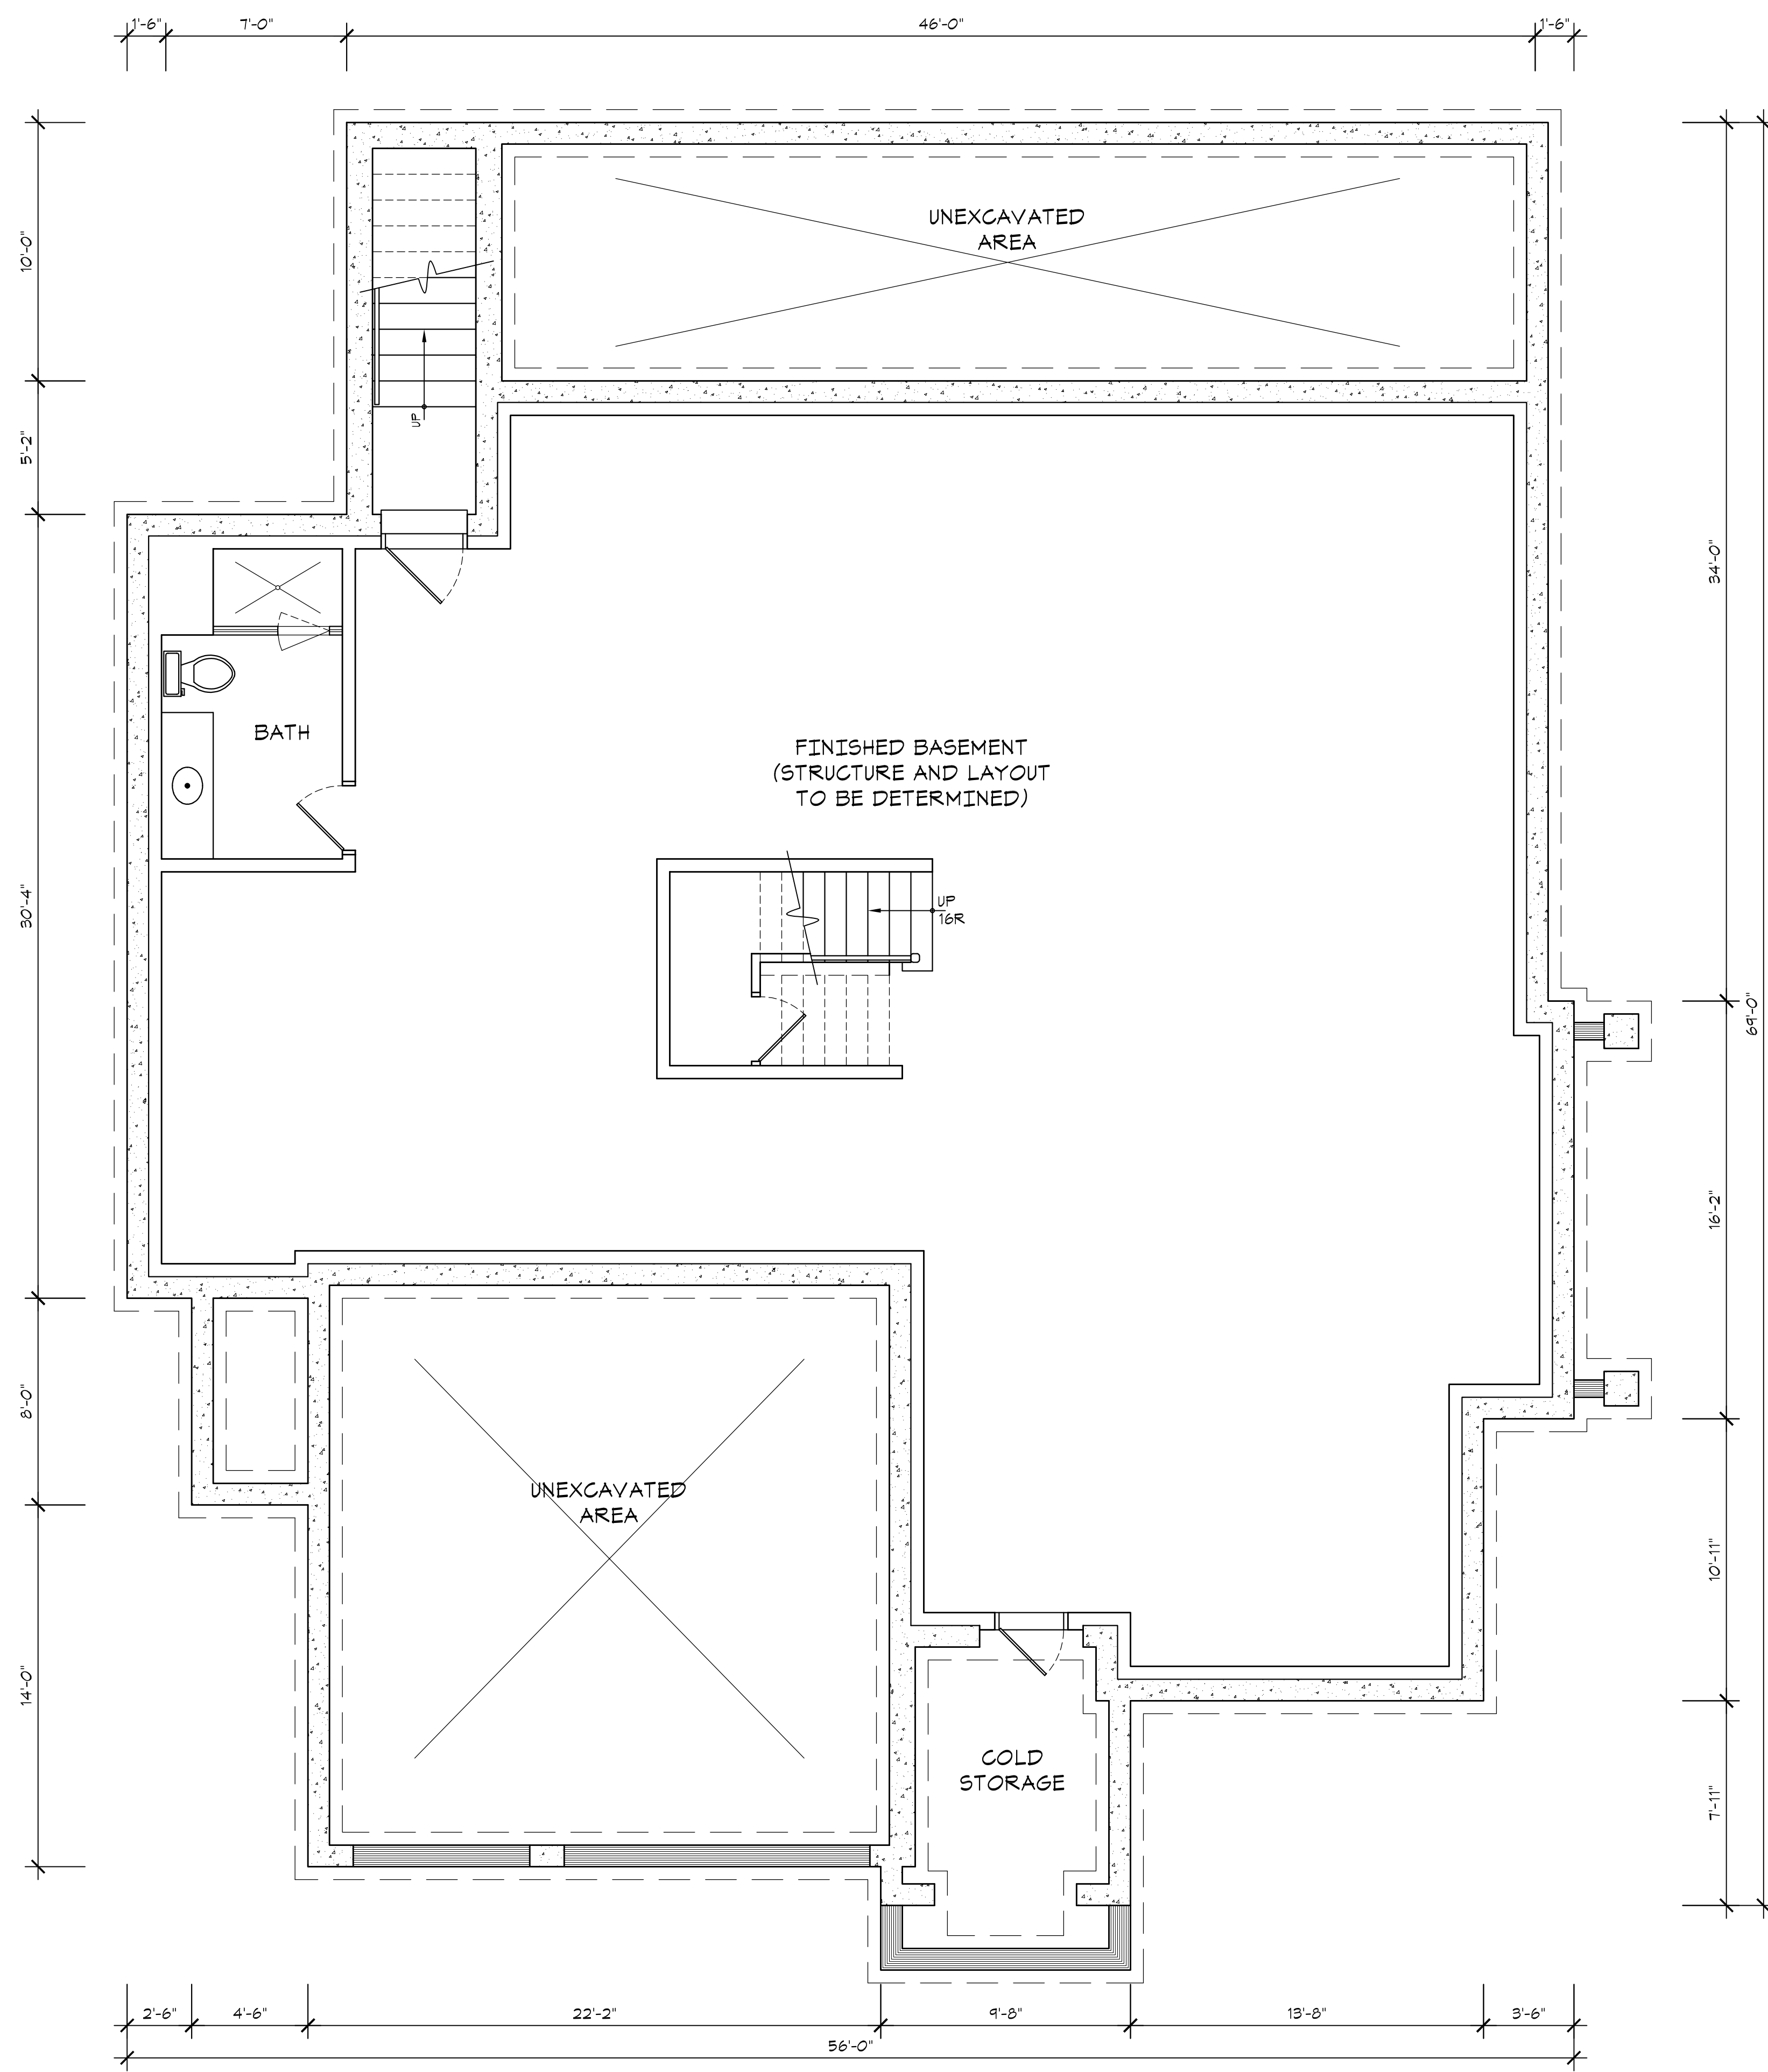 1'-6"
7'-0"
46'-0"
1'-6"
UNEXCAVATED
AREA
10'-0"
UP
5'-2"
34'-0"
BATH
FINISHED BASEMENT
(STRUCTURE AND LAYOUT
TO BE DETERMINED)
30'-4"
UP
16R
69'-0"
16'-2"
8'-0"
UNEXCAVATED
AREA
10'-11"
14'-0"
COLD
STORAGE
7'-11"
2'-6"
4'-6"
22'-2"
9'-8"
13'-8"
3'-6"
56'-0"